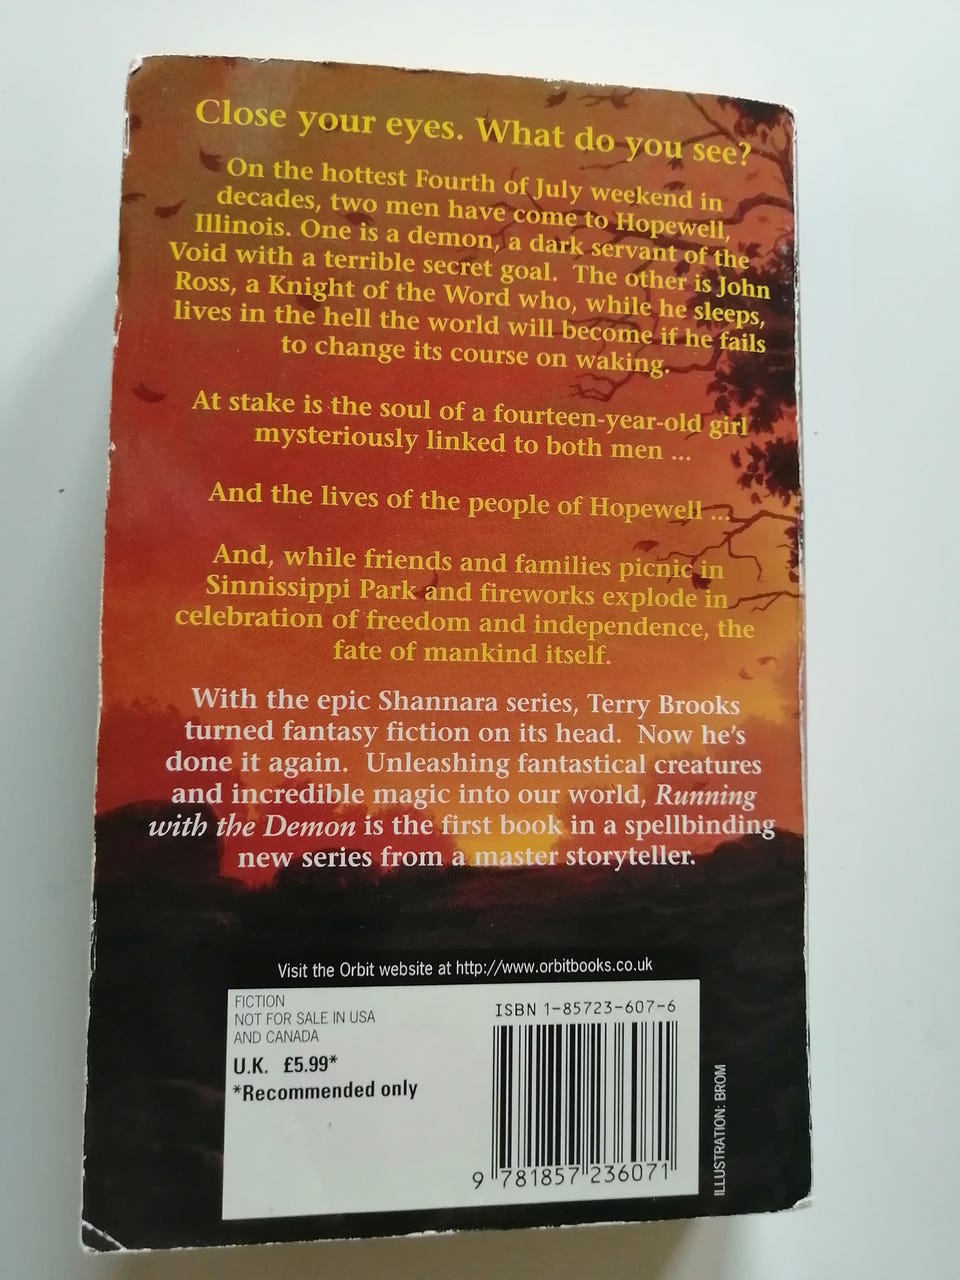 Close your eyes. What do you see?
On the hottest Fourth of July weekend in
decades, two men have come to Hopewell,
Illinois. One is a demon, a dark servant of the
Void with a terrible secret goal. The other is John
Ross, a Knight of the Word who, while he sleeps,
lives in the hell the world will become if he fails
to change its course on waking.
At stake is the soul of a fourteen-year-old girl
mysteriously linked to both men ...
And the lives of the people of Hopewell ...
And, while friends and families picnic in
Sinnissippi Park and fireworks explode in
celebration of freedom and independence, the
fate of mankind itself.
With the epic Shannara series, Terry Brooks
turned fantasy fiction on its head. Now he's
done it again. Unleashing fantastical creatures
and incredible magic into our world, Running
with the Demon is the first book in a spellbinding
new series from a master storyteller.
Visit the Orbit website at http://www.orbitbooks.co.uk
FICTION
NOT FOR SALE IN USA
AND CANADA
U.K. £5.99*
*Recommended only
ISBN 1-85723-607-6
9 781857 236071
ILLUSTRATION: BROM